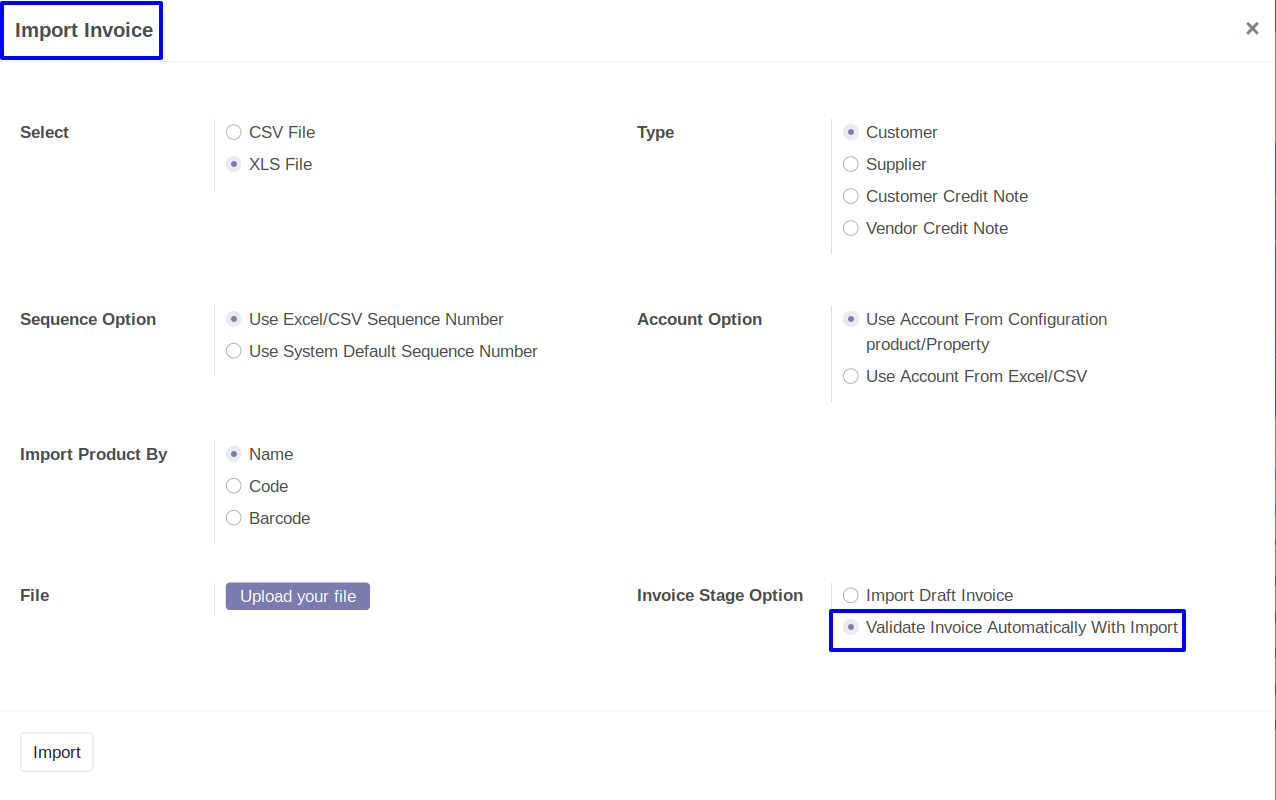 Import Invoice
×
Select
CSV File
XLS File
Type
Customer
Supplier
Customer Credit Note
Vendor Credit Note
Sequence Option
Use Excel/CSV Sequence Number
Use System Default Sequence Number
Account Option
Use Account From Configuration
product/Property
Use Account From Excel/CSV
Import Product By
Name
Code
Barcode
File
Upload your file
Invoice Stage Option
Import Draft Invoice
Validate Invoice Automatically With Import
Import